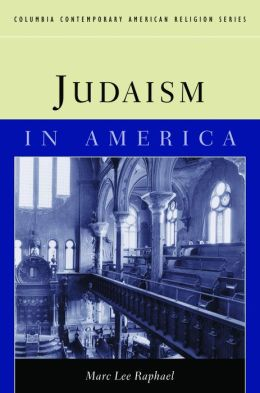 COLUMBIA CONTEMPORARY AMERICAN RELIGION SERIES
JUDAISM
IN AMERICA
Marc Lee Raphael